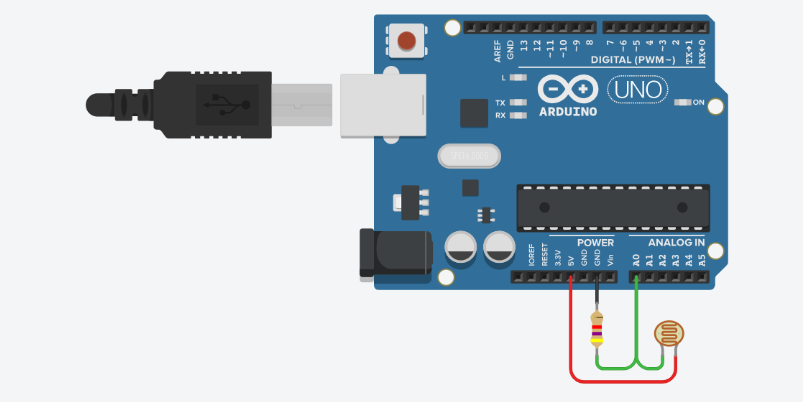 AREF
GND
13
12
~11
~10
~9
8
7
~6
~5
4
~3
2
TX→1
RX←0
DIGITAL (PWM~)
L
TX
RX
UNO
ARDUINO
ON
POWER
ANALOG IN
IOREF
RESET
3.3V
5V
GND
GND
Vin
A0
A1
A2
A3
A4
A5